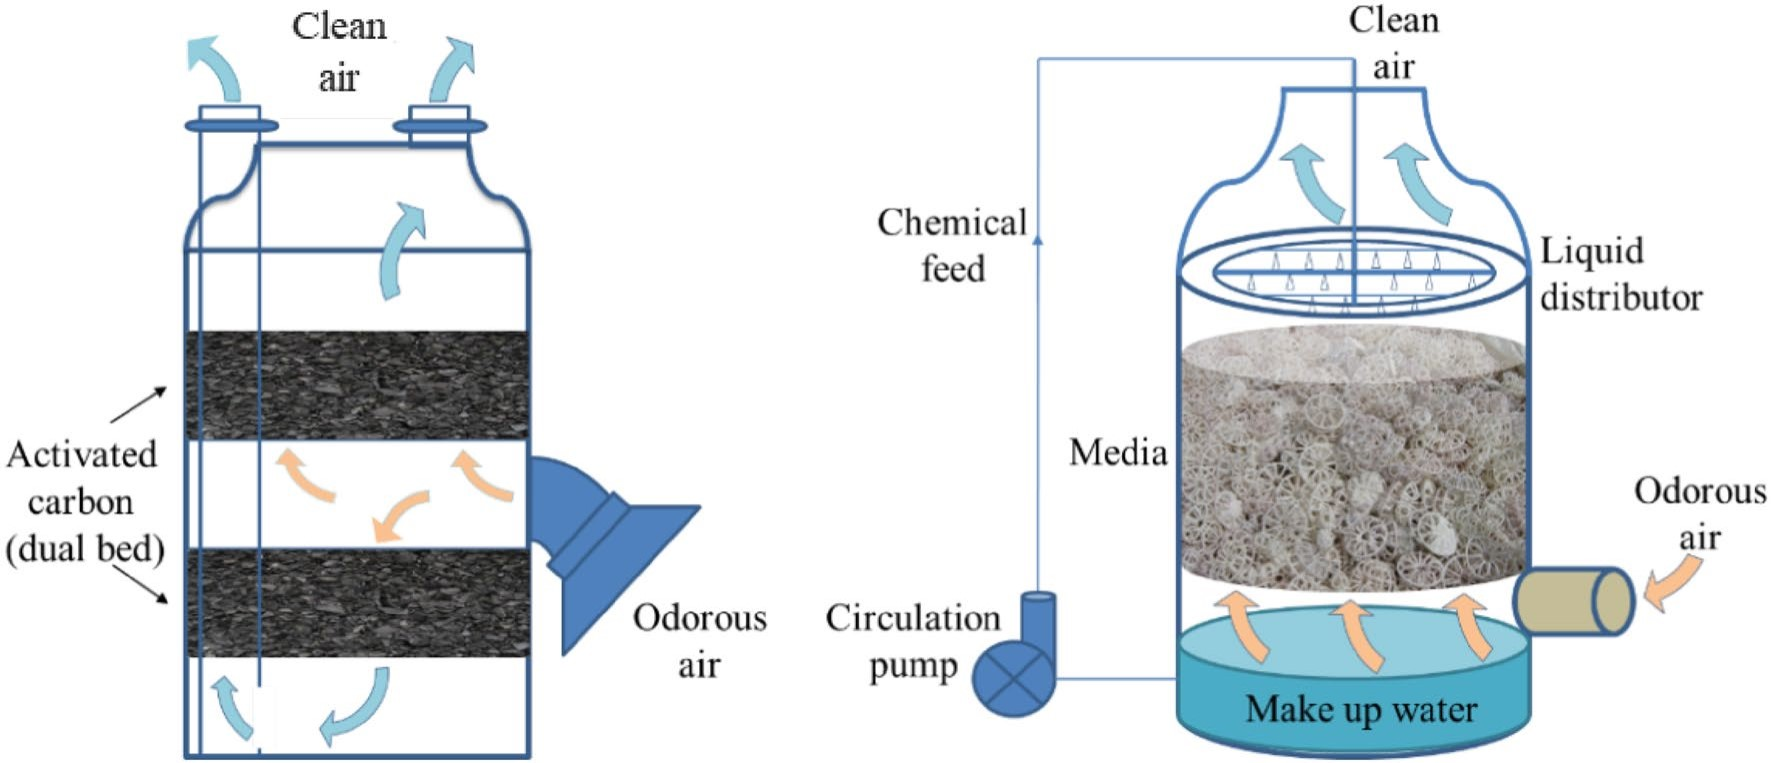 Clean
air
Activated
carbon
(dual bed)
Odorous
air
Clean
air
Chemical
feed
Liquid
distributor
Media
Odorous
air
Circulation
pump
Make up water